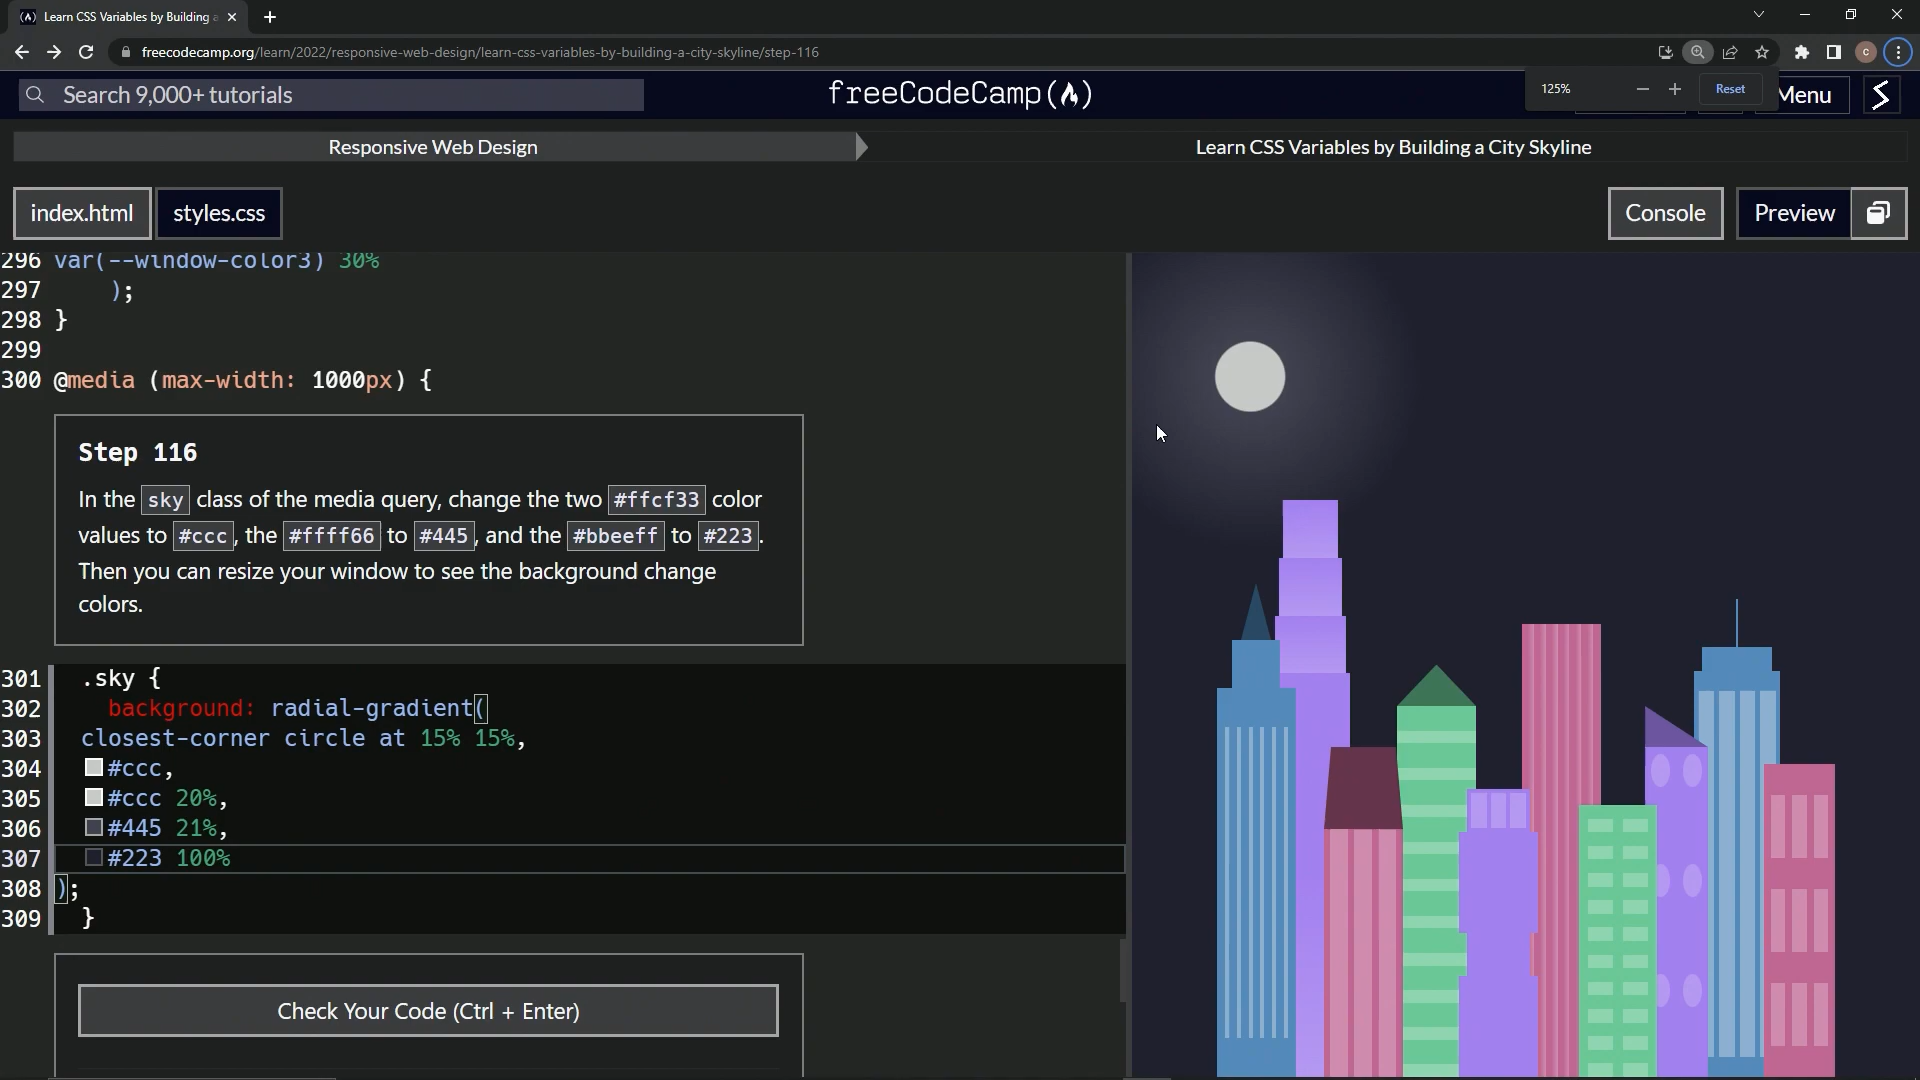 Learn CSS Variables by Building a
freecodecamp.org/learn/2022/responsive-web-design/learn-css-variables-by-building-a-city-skyline/step-116
C
Search 9,000+ tutorials
freeCodeCamp
125%
Reset
Menu
Responsive Web Design
Learn CSS Variables by Building a City Skyline
index.html
styles.css
Console
Preview
296 var(--window-color3) 30%
297 );
298 }
299
300 @media (max-width: 1000px) {
Step 116
In the sky class of the media query, change the two #ffcf33 color
values to #ccc, the #ffff66 to #445, and the #bbeeff to #223.
Then you can resize your window to see the background change
colors.
301 .sky {
302 background: radial-gradient(
303 closest-corner circle at 15% 15%,
304 #ccc,
305 #ccc 20%,
306 #445 21%,
307 #223 100%
308 );
309 }
Check Your Code (Ctrl + Enter)